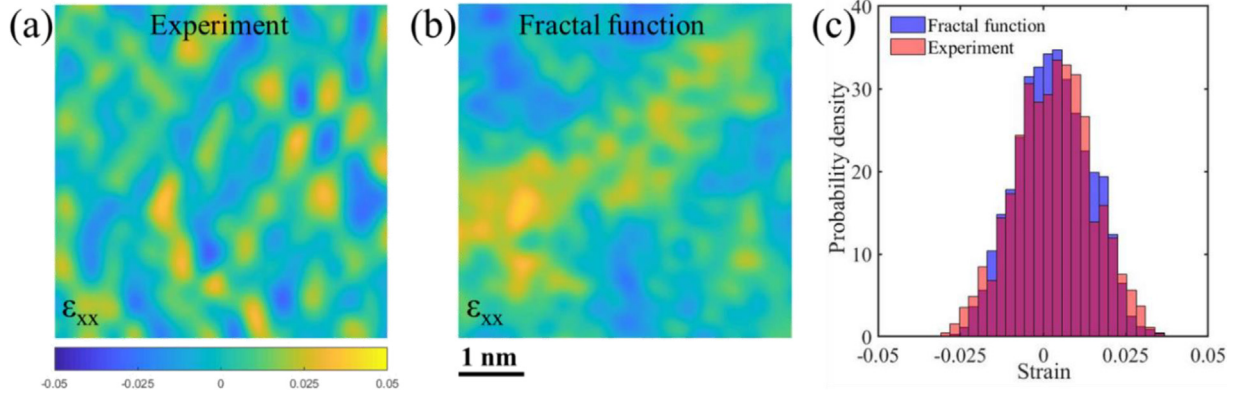 (a)
Experiment
εxx
-0.05
-0.025
0
0.025
0.05
(b)
Fractal function
εxx
1 nm
(c)
Fractal function
Experiment
Probability density
40
30
20
10
0
-0.05
-0.025
0
0.025
0.05
Strain